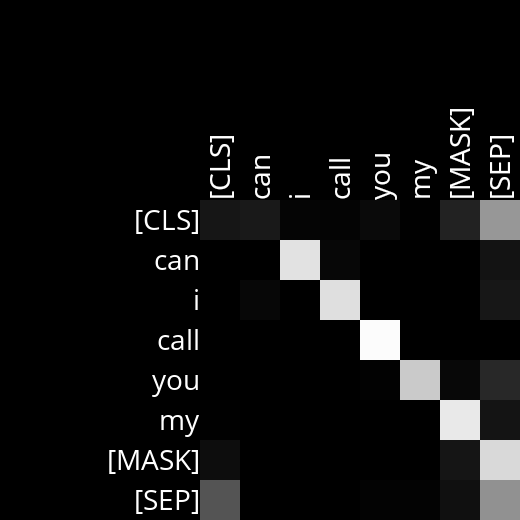 [CLS] can i call you my [MASK] [SEP]
[CLS]
can
i
call
you
my
[MASK]
[SEP]